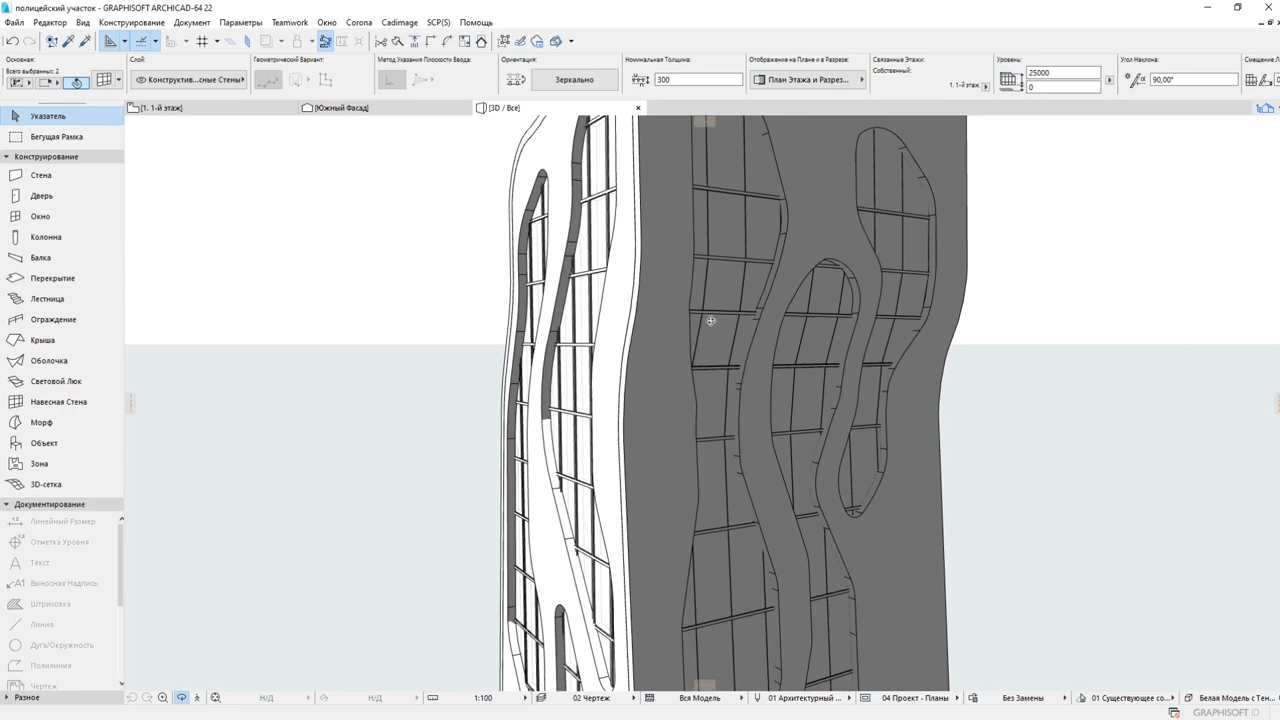 полицейский участок - GRAPHISOFT ARCHICAD-64 22
Файл Редактор Вид Конструирование Документ Параметры Teamwork Окно Corona Cadimage SCP(S) Помощь
Основная:
Всего выбранных: 2
Слой:
Конструктив...сные Стены
Геометрический Вариант:
Метод Указания Плоскости Ввода:
Ориентация:
Зеркально
Номинальная Толщина:
300
Отображение на Плане и в Разрезе:
План Этажа и Разрез...
Связанные Этажи:
Собственный:
1. 1-й этаж
Уровень:
25000
0
Угол Наклона:
90,00°
Смещение
[1. 1-й этаж]
[Южный Фасад]
[3D / Все]
Указатель
Бегущая Рамка
Конструирование
Стена
Дверь
Окно
Колонна
Балка
Перекрытие
Лестница
Ограждение
Крыша
Оболочка
Световой Люк
Навесная Стена
Морф
Объект
Зона
3D-сетка
Документирование
Линейный Размер
Отметка Уровня
Текст
Выносная Надпись
Штриховка
Линия
Дуга/Окружность
Полилиния
Чертеж
Разное
Н/Д
Н/Д
1:100
02 Чертеж
Вся Модель
01 Архитектурный ...
04 Проект - Планы
Без Замены
01 Существующее со...
Белая Модель с Тен...
GRAPHISOFT ID